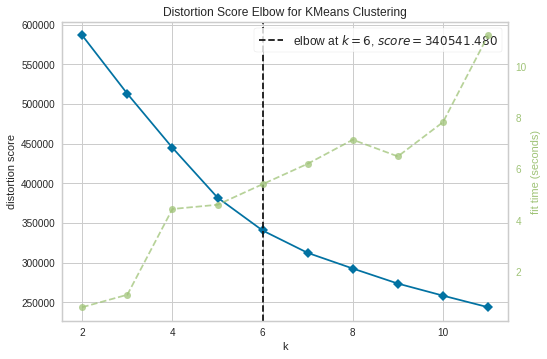 Distortion Score Elbow for KMeans Clustering
elbow at k = 6, score = 340541.480
600000
550000
500000
450000
400000
350000
300000
250000
distortion score
10
8
6
4
2
fit time (seconds)
2 4 6 8 10
k